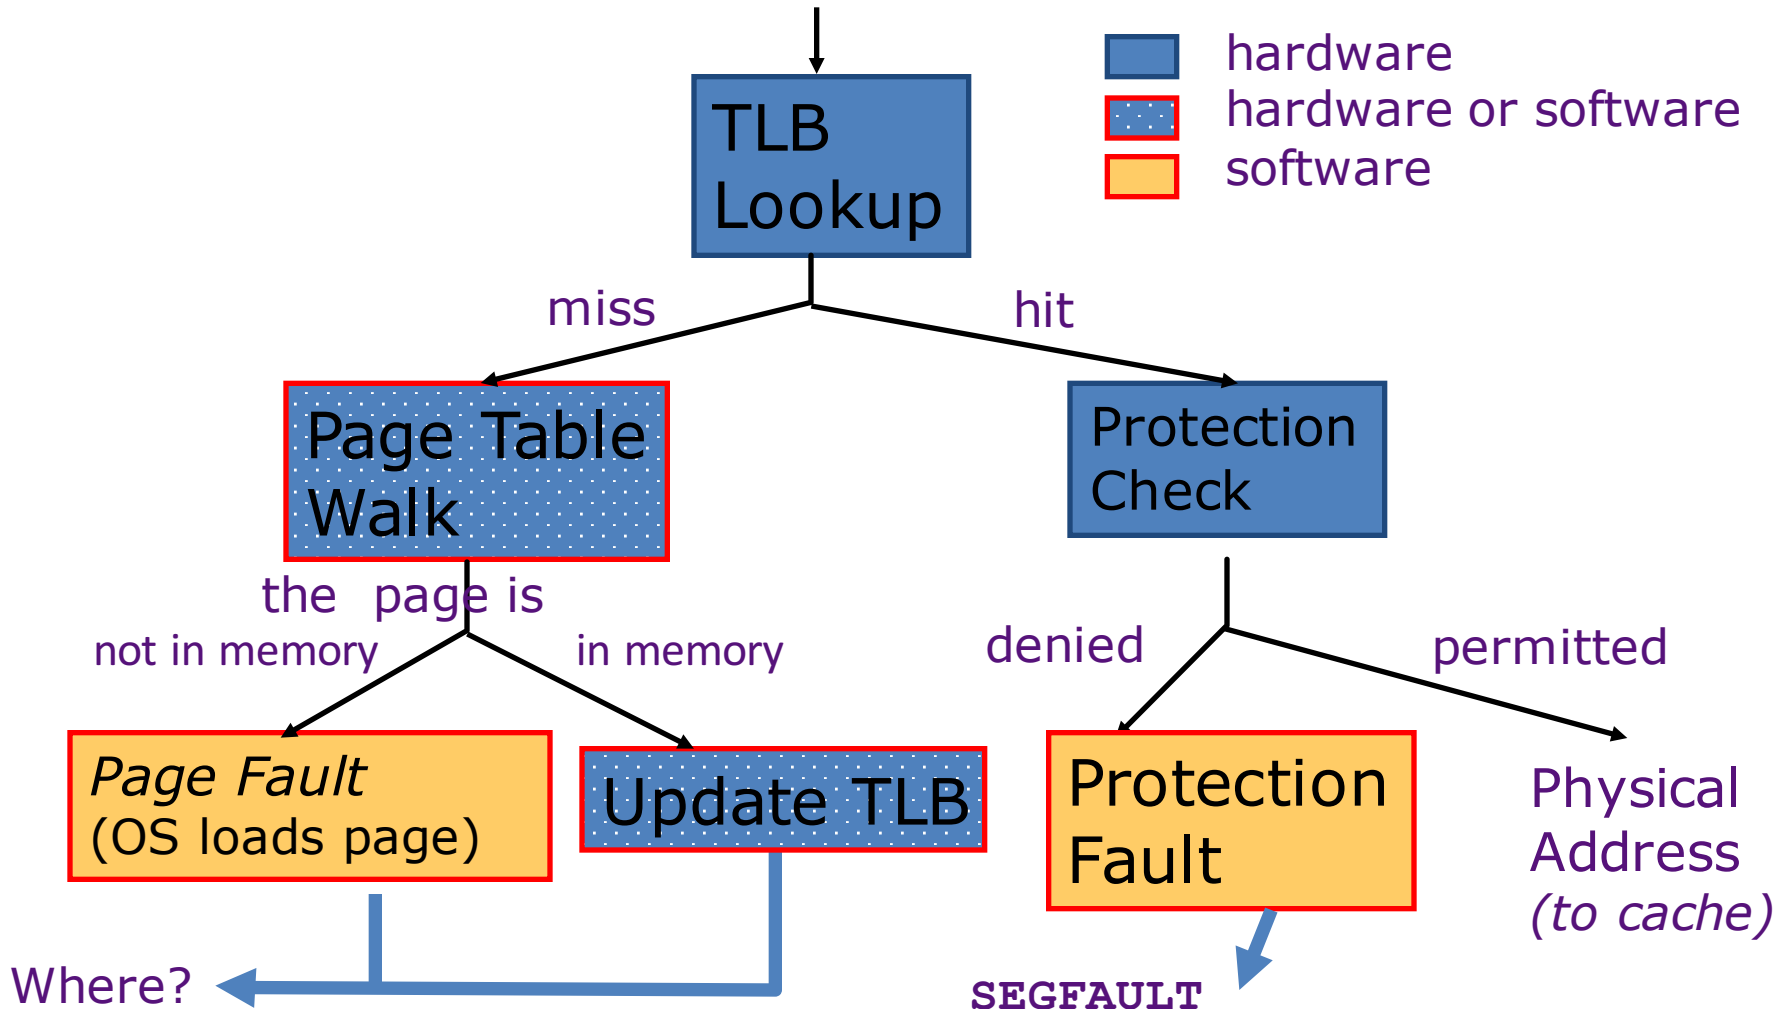 hardware
hardware or software
software
TLB
Lookup
miss
hit
Page Table
Walk
Protection
Check
the page is
not in memory
in memory
denied
permitted
Page Fault
(OS loads page)
Update TLB
Protection
Fault
Physical
Address
(to cache)
Where?
SEGFAULT